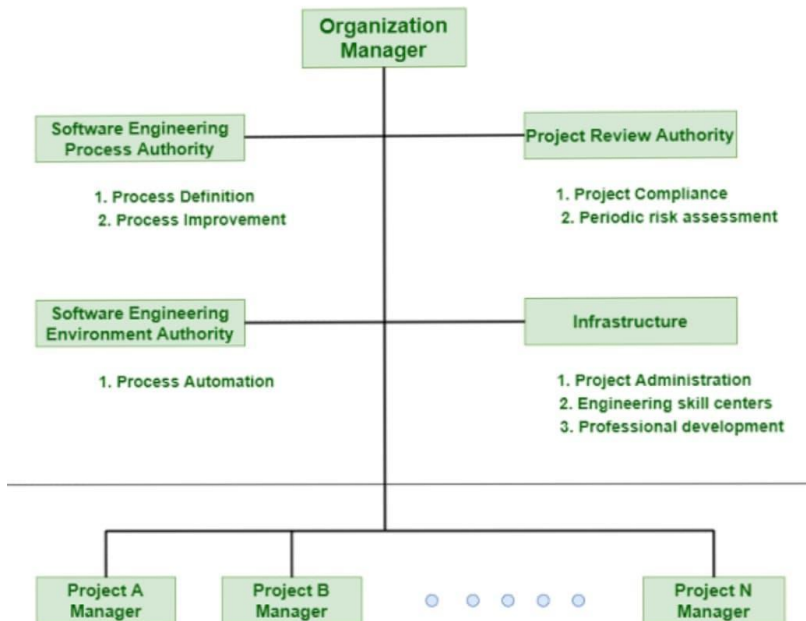 Organization
Manager
Software Engineering
Process Authority
Project Review Authority
1. Process Definition
2. Process Improvement
1. Project Compliance
2. Periodic risk assessment
Software Engineering
Environment Authority
Infrastructure
1. Process Automation
1. Project Administration
2. Engineering skill centers
3. Professional development
Project A
Manager
Project B
Manager
Project N
Manager